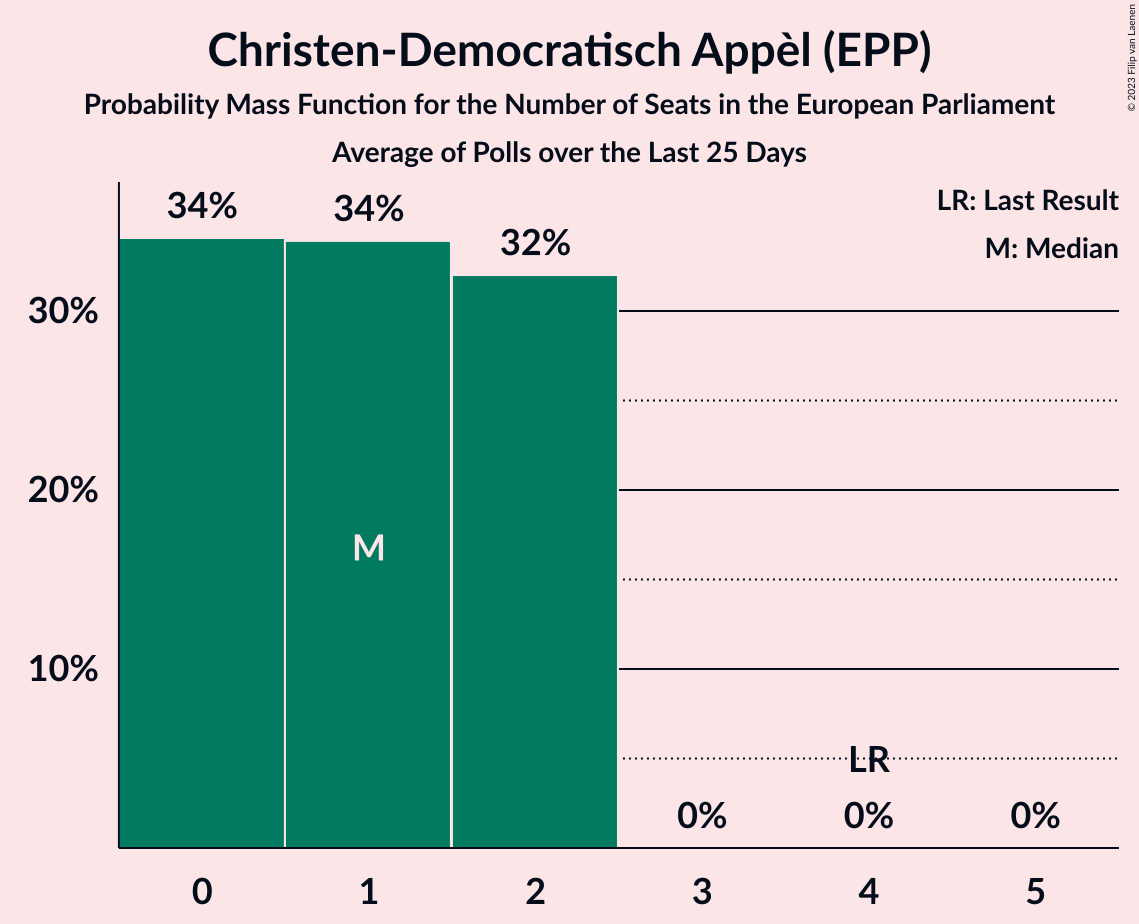 Christen-Democratisch Appèl (EPP)
Probability Mass Function for the Number of Seats in the European Parliament
Average of Polls over the Last 25 Days
© 2023 Filip van Laenen
LR: Last Result
M: Median
34%
34%
32%
30%
20%
10%
M
LR
0%
0%
0%
0
1
2
3
4
5